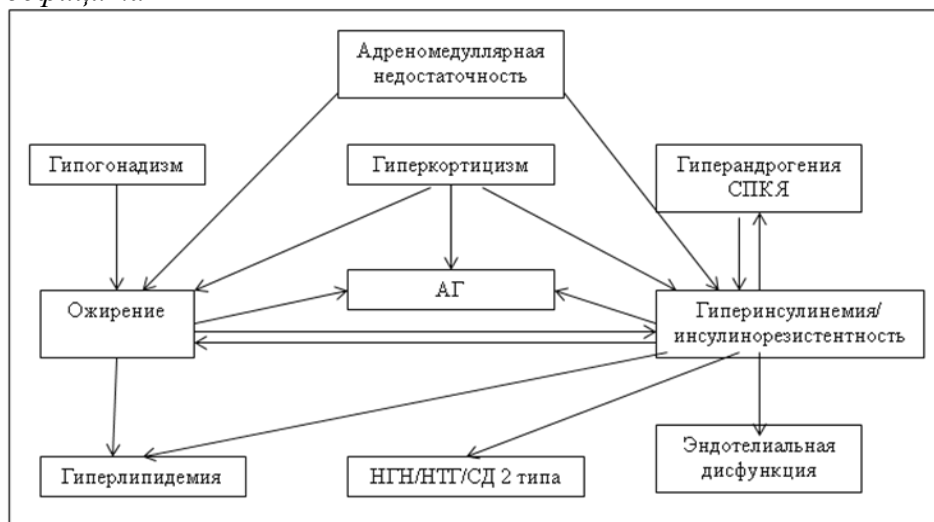 Адреномедуллярная
недостаточность
Гипогонадизм
Гиперкортицизм
Гиперандрогения
СПКЯ
Ожирение
АГ
Гиперинсулинемия/
инсулинорезистентность
Гиперлипидемия
НГН/НТГ/СД 2 типа
Эндотелиальная
дисфункция